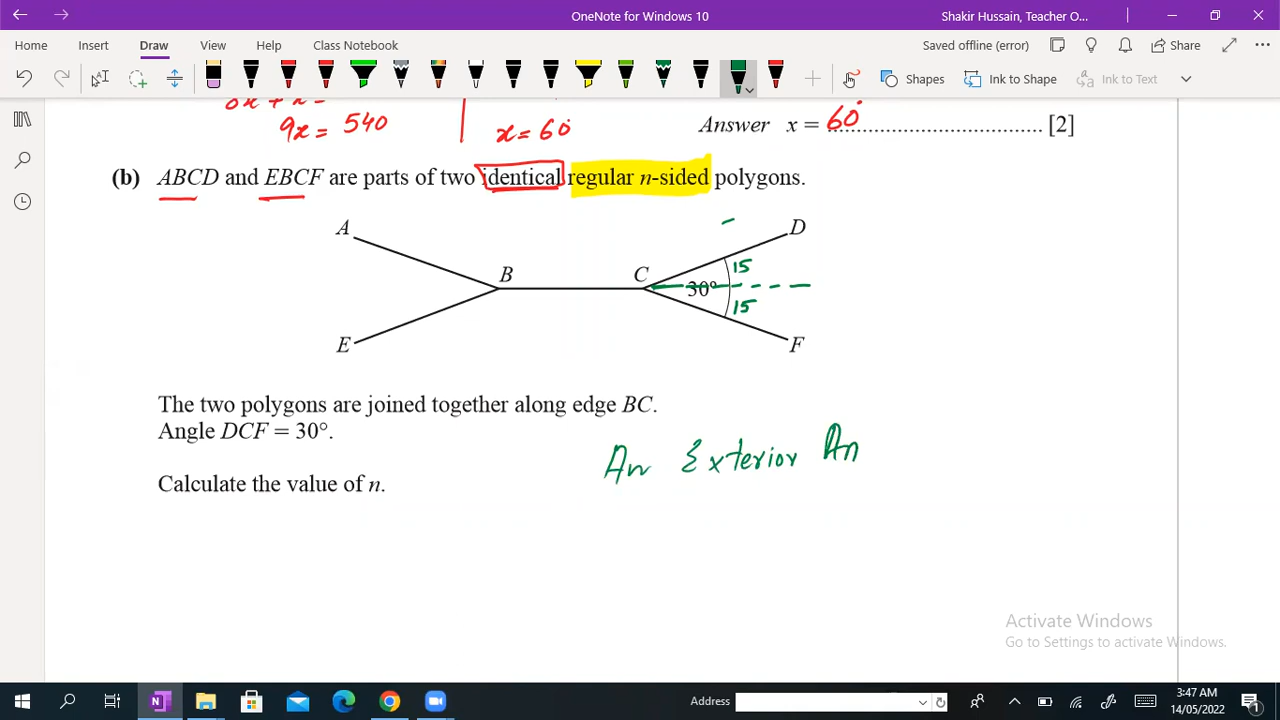 OneNote for Windows 10
Shakir Hussain, Teacher O...
Home Insert Draw View Help Class Notebook
Saved offline (error) Share
Shapes Ink to Shape Ink to Text
9x = 540
x = 60°
Answer x = 60° [2]
(b) ABCD and EBCF are parts of two identical regular n-sided polygons.
A D
B C 30° 15
15
E F
The two polygons are joined together along edge BC.
Angle DCF = 30°.
An Exterior An
Calculate the value of n.
Activate Windows
Go to Settings to activate Windows.
Address
3:47 AM
14/05/2022
1